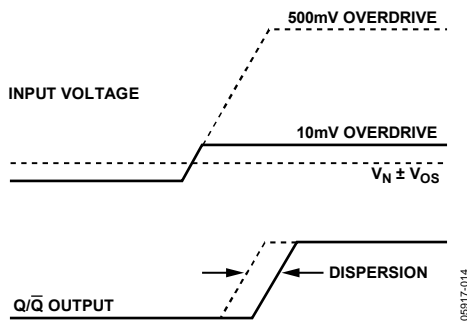 500mV OVERDRIVE
INPUT VOLTAGE
10mV OVERDRIVE
V_N ± V_OS
DISPERSION
Q/Q̅ OUTPUT
05917-014